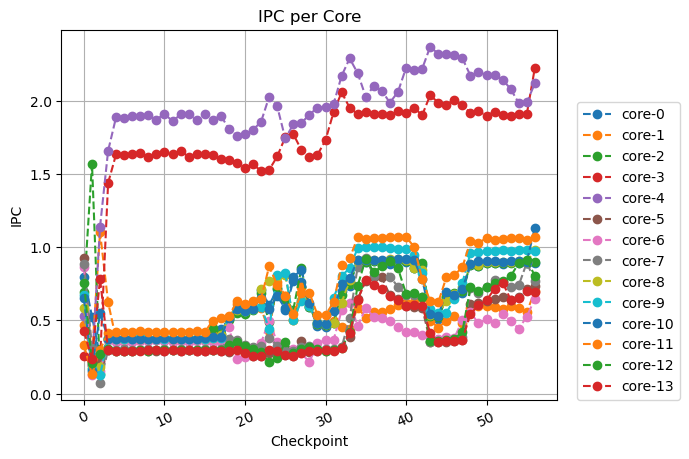 IPC per Core
IPC
2.0
1.5
1.0
0.5
0.0
0
10
20
30
40
50
Checkpoint
core-0
core-1
core-2
core-3
core-4
core-5
core-6
core-7
core-8
core-9
core-10
core-11
core-12
core-13